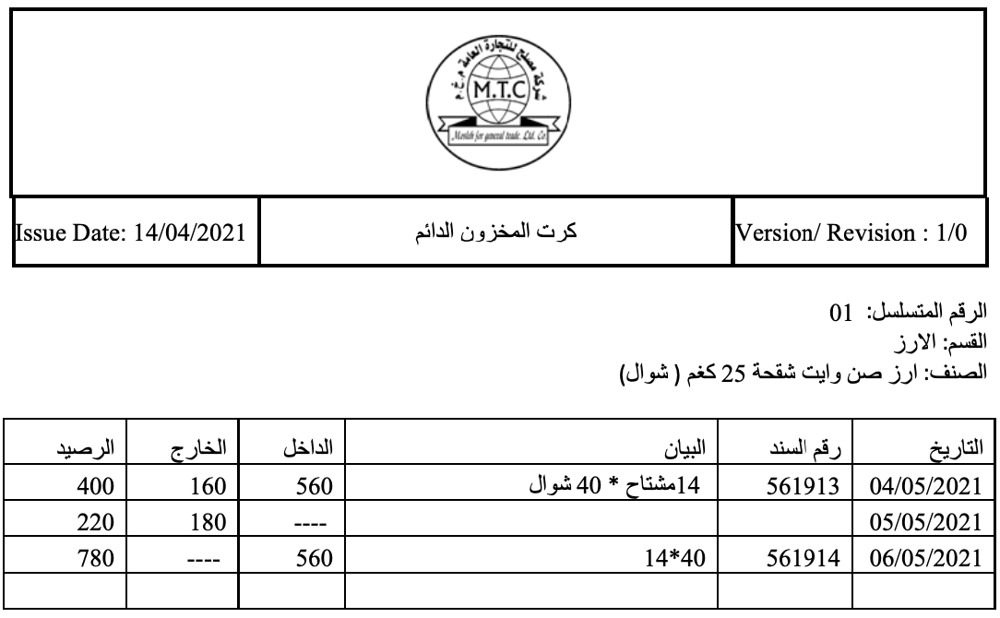 شركة مصلح للتجارة العامة م.خ.م
M.T.C
Mosleh for general trade. Ltd. Co.
Issue Date: 14/04/2021
كرت المخزون الدائم
Version/ Revision : 1/0
الرقم المتسلسل: 01
القسم: الارز
الصنف: ارز صن وايت شقحة 25 كغم ( شوال)
التاريخ رقم السند البيان الداخل الخارج الرصيد
04/05/2021 561913 14مشتاح * 40 شوال 560 160 400
05/05/2021 ---- 180 220
06/05/2021 561914 14*40 560 ---- 780